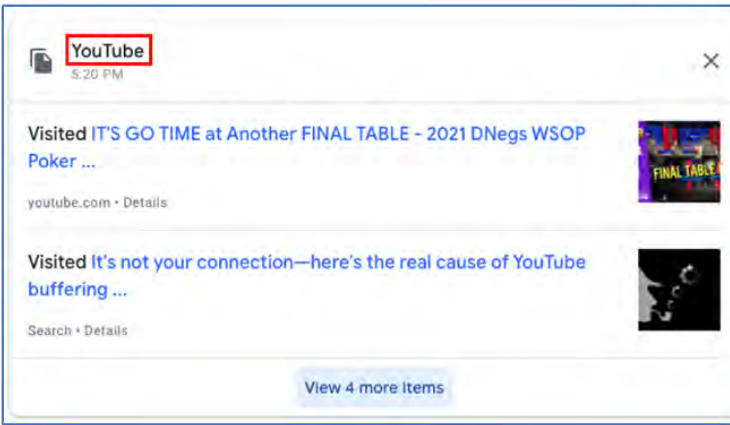 YouTube
5:20 PM
Visited IT'S GO TIME at Another FINAL TABLE - 2021 DNegs WSOP
Poker ...
FINAL TABLE
youtube.com • Details
Visited It's not your connection—here's the real cause of YouTube
buffering ...
Search • Details
View 4 more items